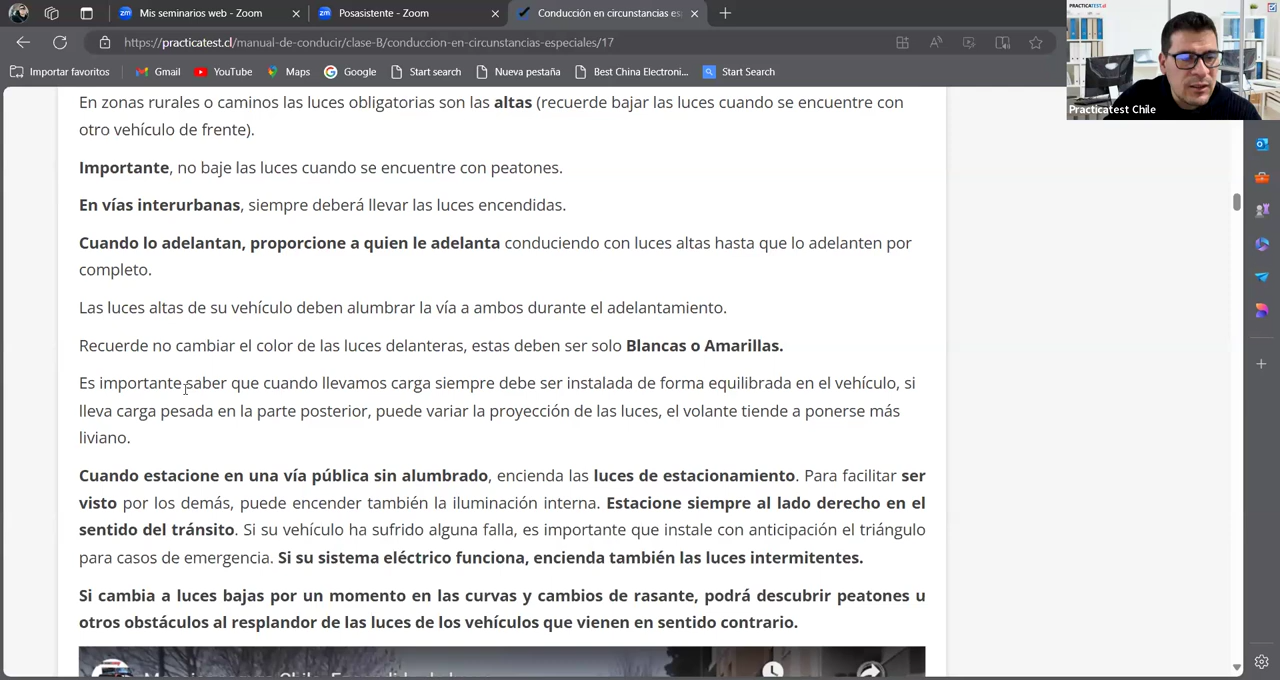 Mis seminarios web - Zoom
Posasistente - Zoom
Conducción en circunstancias es
https://practicatest.cl/manual-de-conducir/clase-B/conduccion-en-circunstancias-especiales/17
Importar favoritos
Gmail
YouTube
Maps
Google
Start search
Nueva pestaña
Best China Electroni...
Start Search
PRACTICATEST.cl
Practicatest Chile
En zonas rurales o caminos las luces obligatorias son las altas (recuerde bajar las luces cuando se encuentre con
otro vehículo de frente).
Importante, no baje las luces cuando se encuentre con peatones.
En vías interurbanas, siempre deberá llevar las luces encendidas.
Cuando lo adelantan, proporcione a quien le adelanta conduciendo con luces altas hasta que lo adelanten por
completo.
Las luces altas de su vehículo deben alumbrar la vía a ambos durante el adelantamiento.
Recuerde no cambiar el color de las luces delanteras, estas deben ser solo Blancas o Amarillas.
Es importante saber que cuando llevamos carga siempre debe ser instalada de forma equilibrada en el vehículo, si
lleva carga pesada en la parte posterior, puede variar la proyección de las luces, el volante tiende a ponerse más
liviano.
Cuando estacione en una vía pública sin alumbrado, encienda las luces de estacionamiento. Para facilitar ser
visto por los demás, puede encender también la iluminación interna. Estacione siempre al lado derecho en el
sentido del tránsito. Si su vehículo ha sufrido alguna falla, es importante que instale con anticipación el triángulo
para casos de emergencia. Si su sistema eléctrico funciona, encienda también las luces intermitentes.
Si cambia a luces bajas por un momento en las curvas y cambios de rasante, podrá descubrir peatones u
otros obstáculos al resplandor de las luces de los vehículos que vienen en sentido contrario.